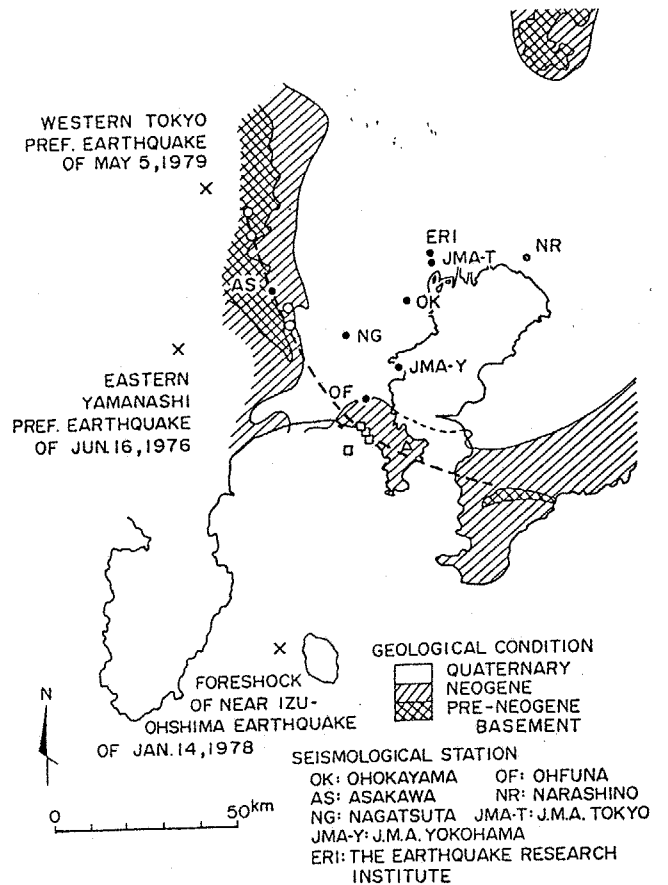 WESTERN TOKYO
PREF. EARTHQUAKE
OF MAY 5,1979
ERI
JMA-T
NR
AS
OK
NG
JMA-Y
OF
EASTERN
YAMANASHI
PREF. EARTHQUAKE
OF JUN.16,1976
FORESHOCK
OF NEAR IZU-
OHSHIMA EARTHQUAKE
OF JAN.14,1978
N
0 50km
GEOLOGICAL CONDITION
QUATERNARY
NEOGENE
PRE-NEOGENE
BASEMENT
SEISMOLOGICAL STATION
OK: OHOKAYAMA OF: OHFUNA
AS: ASAKAWA NR: NARASHINO
NG: NAGATSUTA JMA-T: J.M.A. TOKYO
JMA-Y: J.M.A. YOKOHAMA
ERI: THE EARTHQUAKE RESEARCH
INSTITUTE